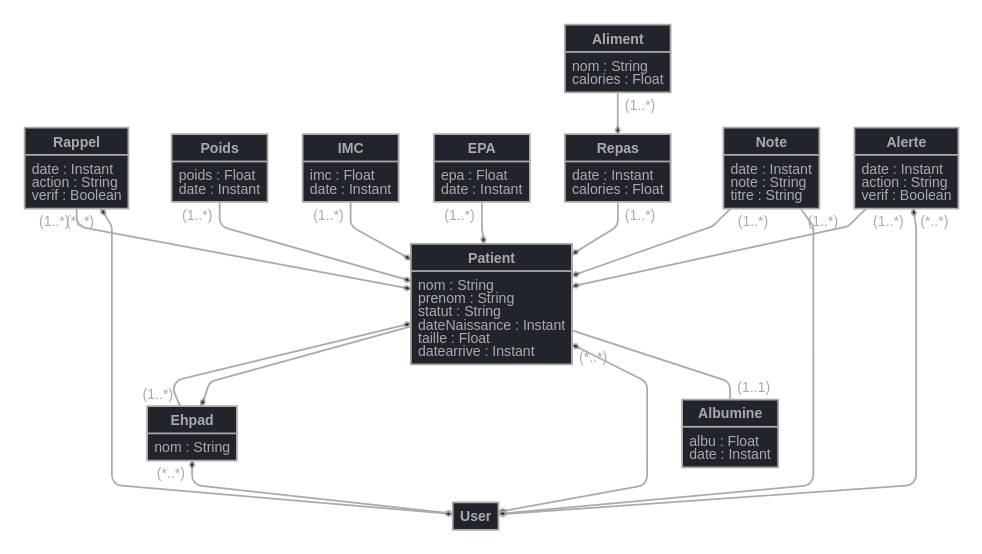 Aliment
nom : String
calories : Float
(1..*)
Rappel
date : Instant
action : String
verif : Boolean
(1..*)
(*..*)
Poids
poids : Float
date : Instant
(1..*)
IMC
imc : Float
date : Instant
(1..*)
EPA
epa : Float
date : Instant
(1..*)
Repas
date : Instant
calories : Float
(1..*)
Note
date : Instant
note : String
titre : String
(1..*)
(1..*)
Alerte
date : Instant
action : String
verif : Boolean
(1..*)
(*..*)
Patient
nom : String
prenom : String
statut : String
dateNaissance : Instant
taille : Float
datearrive : Instant
(*..*)
(1..*)
Ehpad
nom : String
(*..*)
(1..1)
Albumine
albu : Float
date : Instant
User